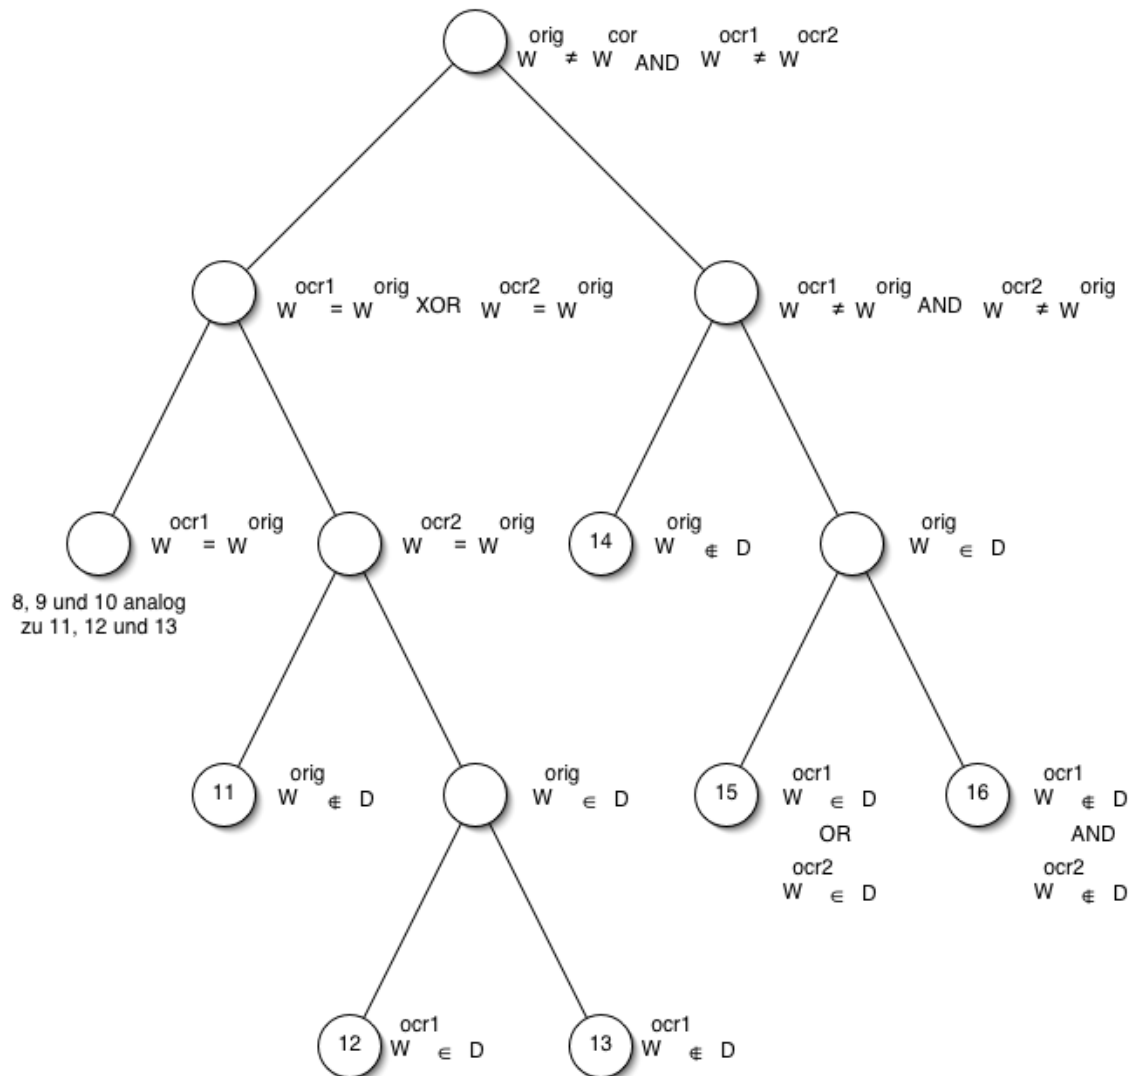 W^orig ≠ W^cor AND W^ocr1 ≠ W^ocr2
W^ocr1 = W^orig XOR W^ocr2 = W^orig
W^ocr1 ≠ W^orig AND W^ocr2 ≠ W^orig
W^ocr1 = W^orig
W^ocr2 = W^orig
14
W^orig ∉ D
W^orig ∈ D
8, 9 und 10 analog
zu 11, 12 und 13
11
W^orig ∉ D
W^orig ∈ D
15
W^ocr1 ∈ D
OR
W^ocr2 ∈ D
16
W^ocr1 ∉ D
AND
W^ocr2 ∉ D
12
W^ocr1 ∈ D
13
W^ocr1 ∉ D